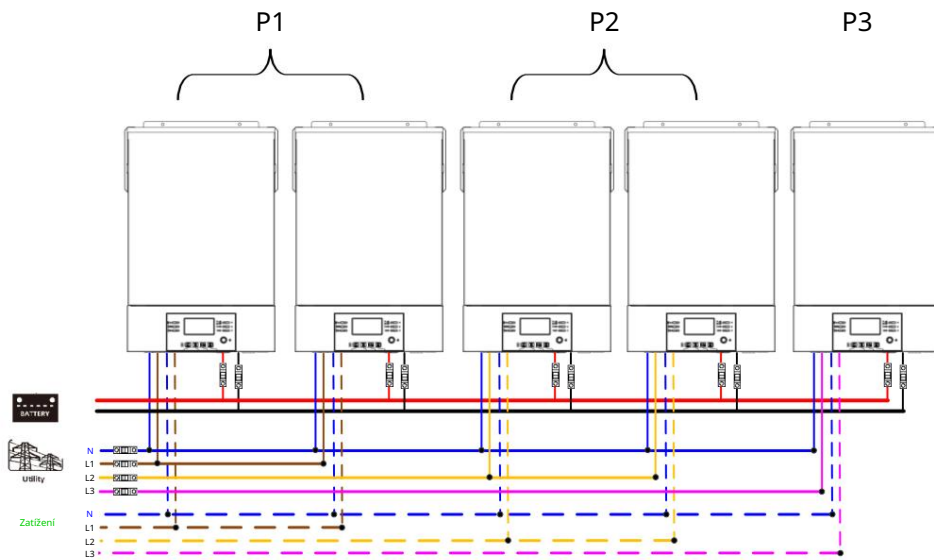 P1 P2 P3
BATTERY
Utility
N
L1
L2
L3
Zatížení
N
L1
L2
L3